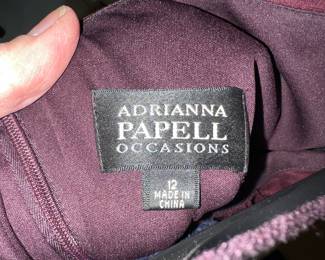 ADRIANNA
PAPELL
OCCASIONS
12
MADE IN
CHINA